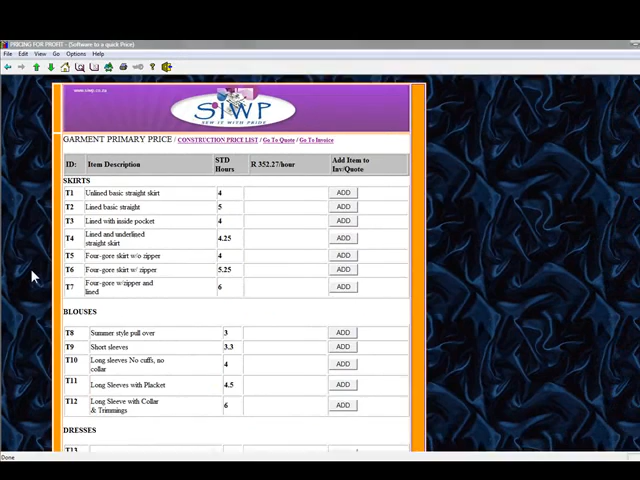 PRICING FOR PROFIT - (Software to a quick Price)
File Edit View Go Options Help
www.siwp.co.za
SIWP
SEW IT WITH PRIDE
GARMENT PRIMARY PRICE / CONSTRUCTION PRICE LIST / Go To Quote / Go To Invoice
ID: Item Description STD Hours R 352.27/hour Add Item to Inv/Quote
SKIRTS
T1 Unlined basic straight skirt 4 ADD
T2 Lined basic straight 5 ADD
T3 Lined with inside pocket 4 ADD
T4 Lined and underlined straight skirt 4.25 ADD
T5 Four-gore skirt w/o zipper 4 ADD
T6 Four-gore skirt w/ zipper 5.25 ADD
T7 Four-gore w/zipper and lined 6 ADD
BLOUSES
T8 Summer style pull over 3 ADD
T9 Short sleeves 3.3 ADD
T10 Long sleeves No cuffs, no collar 4 ADD
T11 Long Sleeves with Placket 4.5 ADD
T12 Long Sleeve with Collar & Trimmings 6 ADD
DRESSES
T13
Done